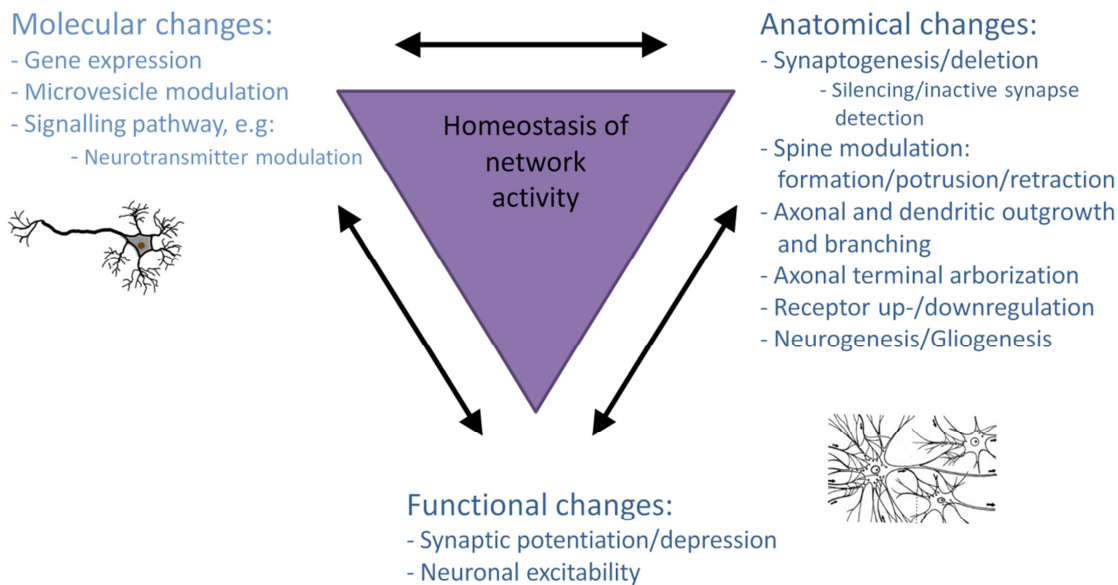 Molecular changes:
- Gene expression
- Microvesicle modulation
- Signalling pathway, e.g:
- Neurotransmitter modulation
Homeostasis of
network
activity
Anatomical changes:
- Synaptogenesis/deletion
- Silencing/inactive synapse
detection
- Spine modulation:
formation/potrusion/retraction
- Axonal and dendritic outgrowth
and branching
- Axonal terminal arborization
- Receptor up-/downregulation
- Neurogenesis/Gliogenesis
Functional changes:
- Synaptic potentiation/depression
- Neuronal excitability